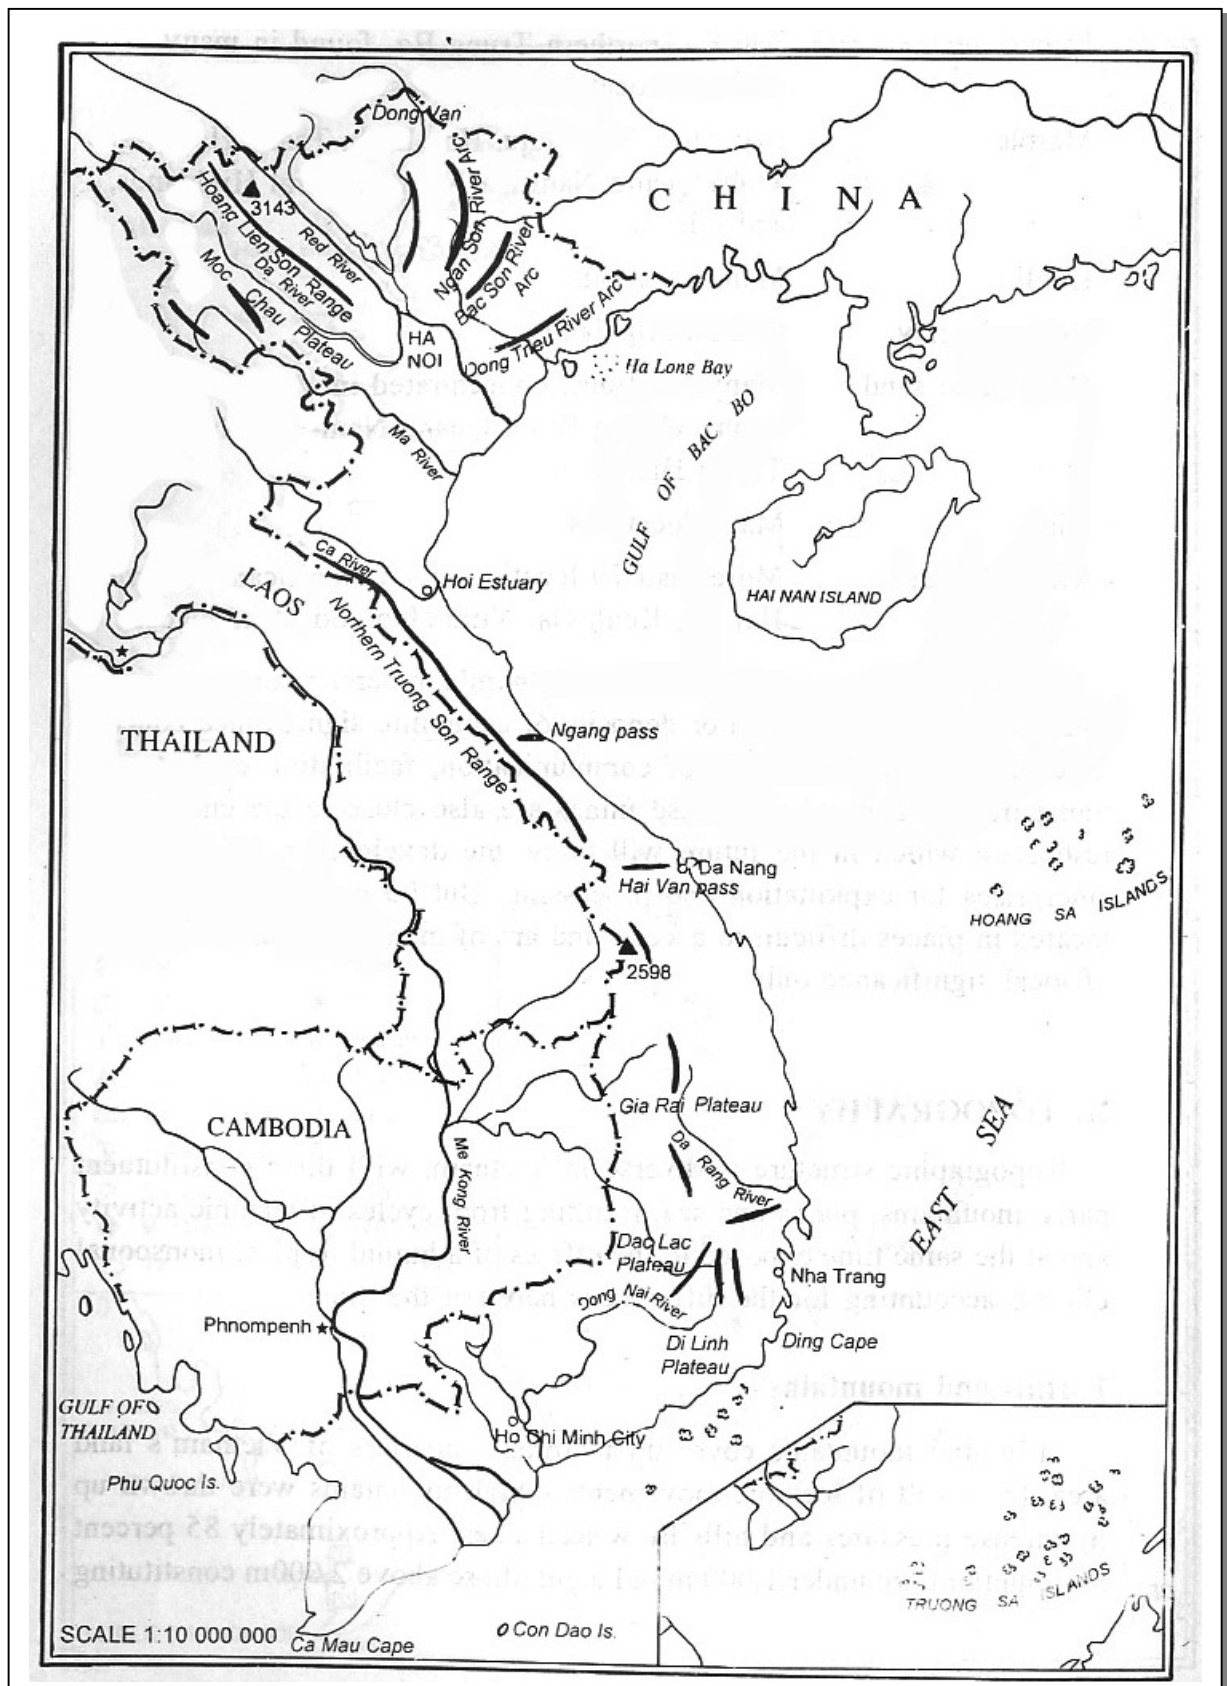 Dong Van
CHINA
3143
Hoang Lien Son Range
Red River
Ngan Son River Arc
Bac Son River
Arc
Da River
Moc Chau Plateau
HA
NOI
Dong Trieu River Arc
Ha Long Bay
GULF OF BAC BO
Ma River
HAI NAN ISLAND
Ca River
Hoi Estuary
LAOS
Northern Truong Son Range
THAILAND
Ngang pass
Da Nang
Hai Van pass
HOANG SA ISLANDS
2598
Gia Rai Plateau
CAMBODIA
Me Kong River
Da Rang River
EAST SEA
Dac Lac
Plateau
Nha Trang
Dong Nai River
Phnompenh
Di Linh
Plateau
Ding Cape
GULF OF
THAILAND
Ho Chi Minh City
Phu Quoc Is.
TRUONG SA ISLANDS
SCALE 1:10 000 000
Ca Mau Cape
Con Dao Is.